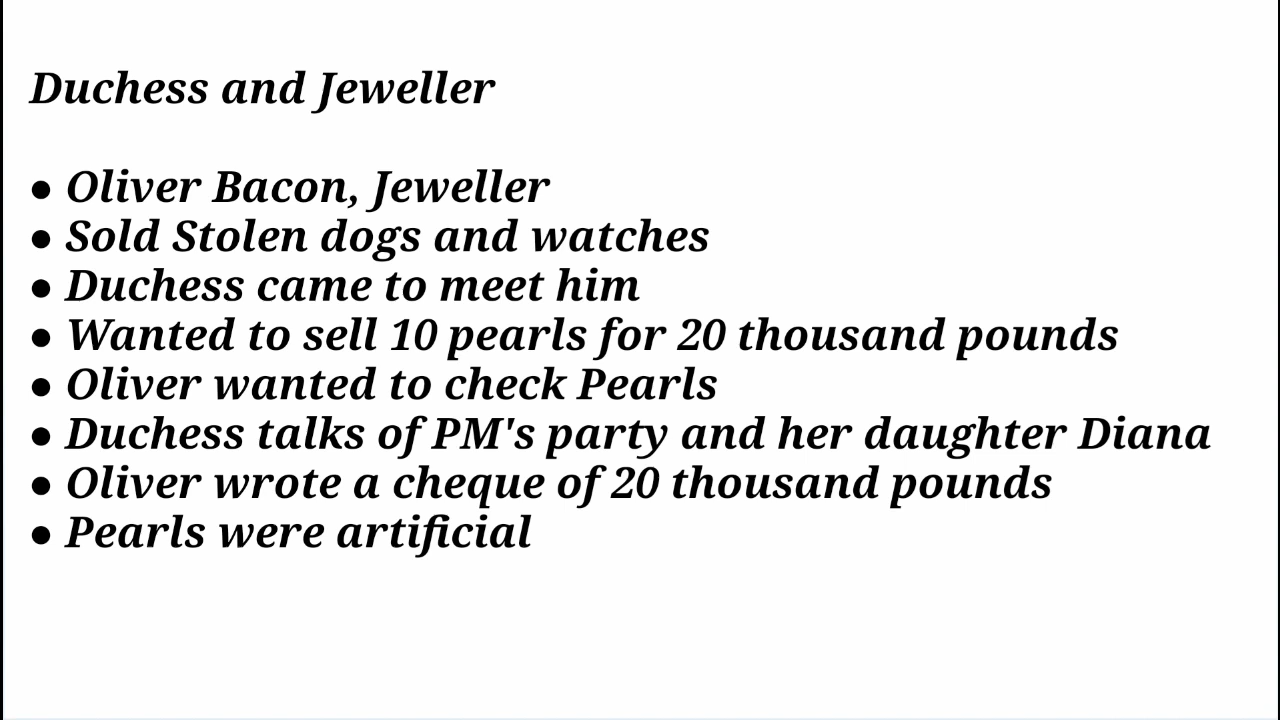 Duchess and Jeweller
● Oliver Bacon, Jeweller
● Sold Stolen dogs and watches
● Duchess came to meet him
● Wanted to sell 10 pearls for 20 thousand pounds
● Oliver wanted to check Pearls
● Duchess talks of PM's party and her daughter Diana
● Oliver wrote a cheque of 20 thousand pounds
● Pearls were artificial